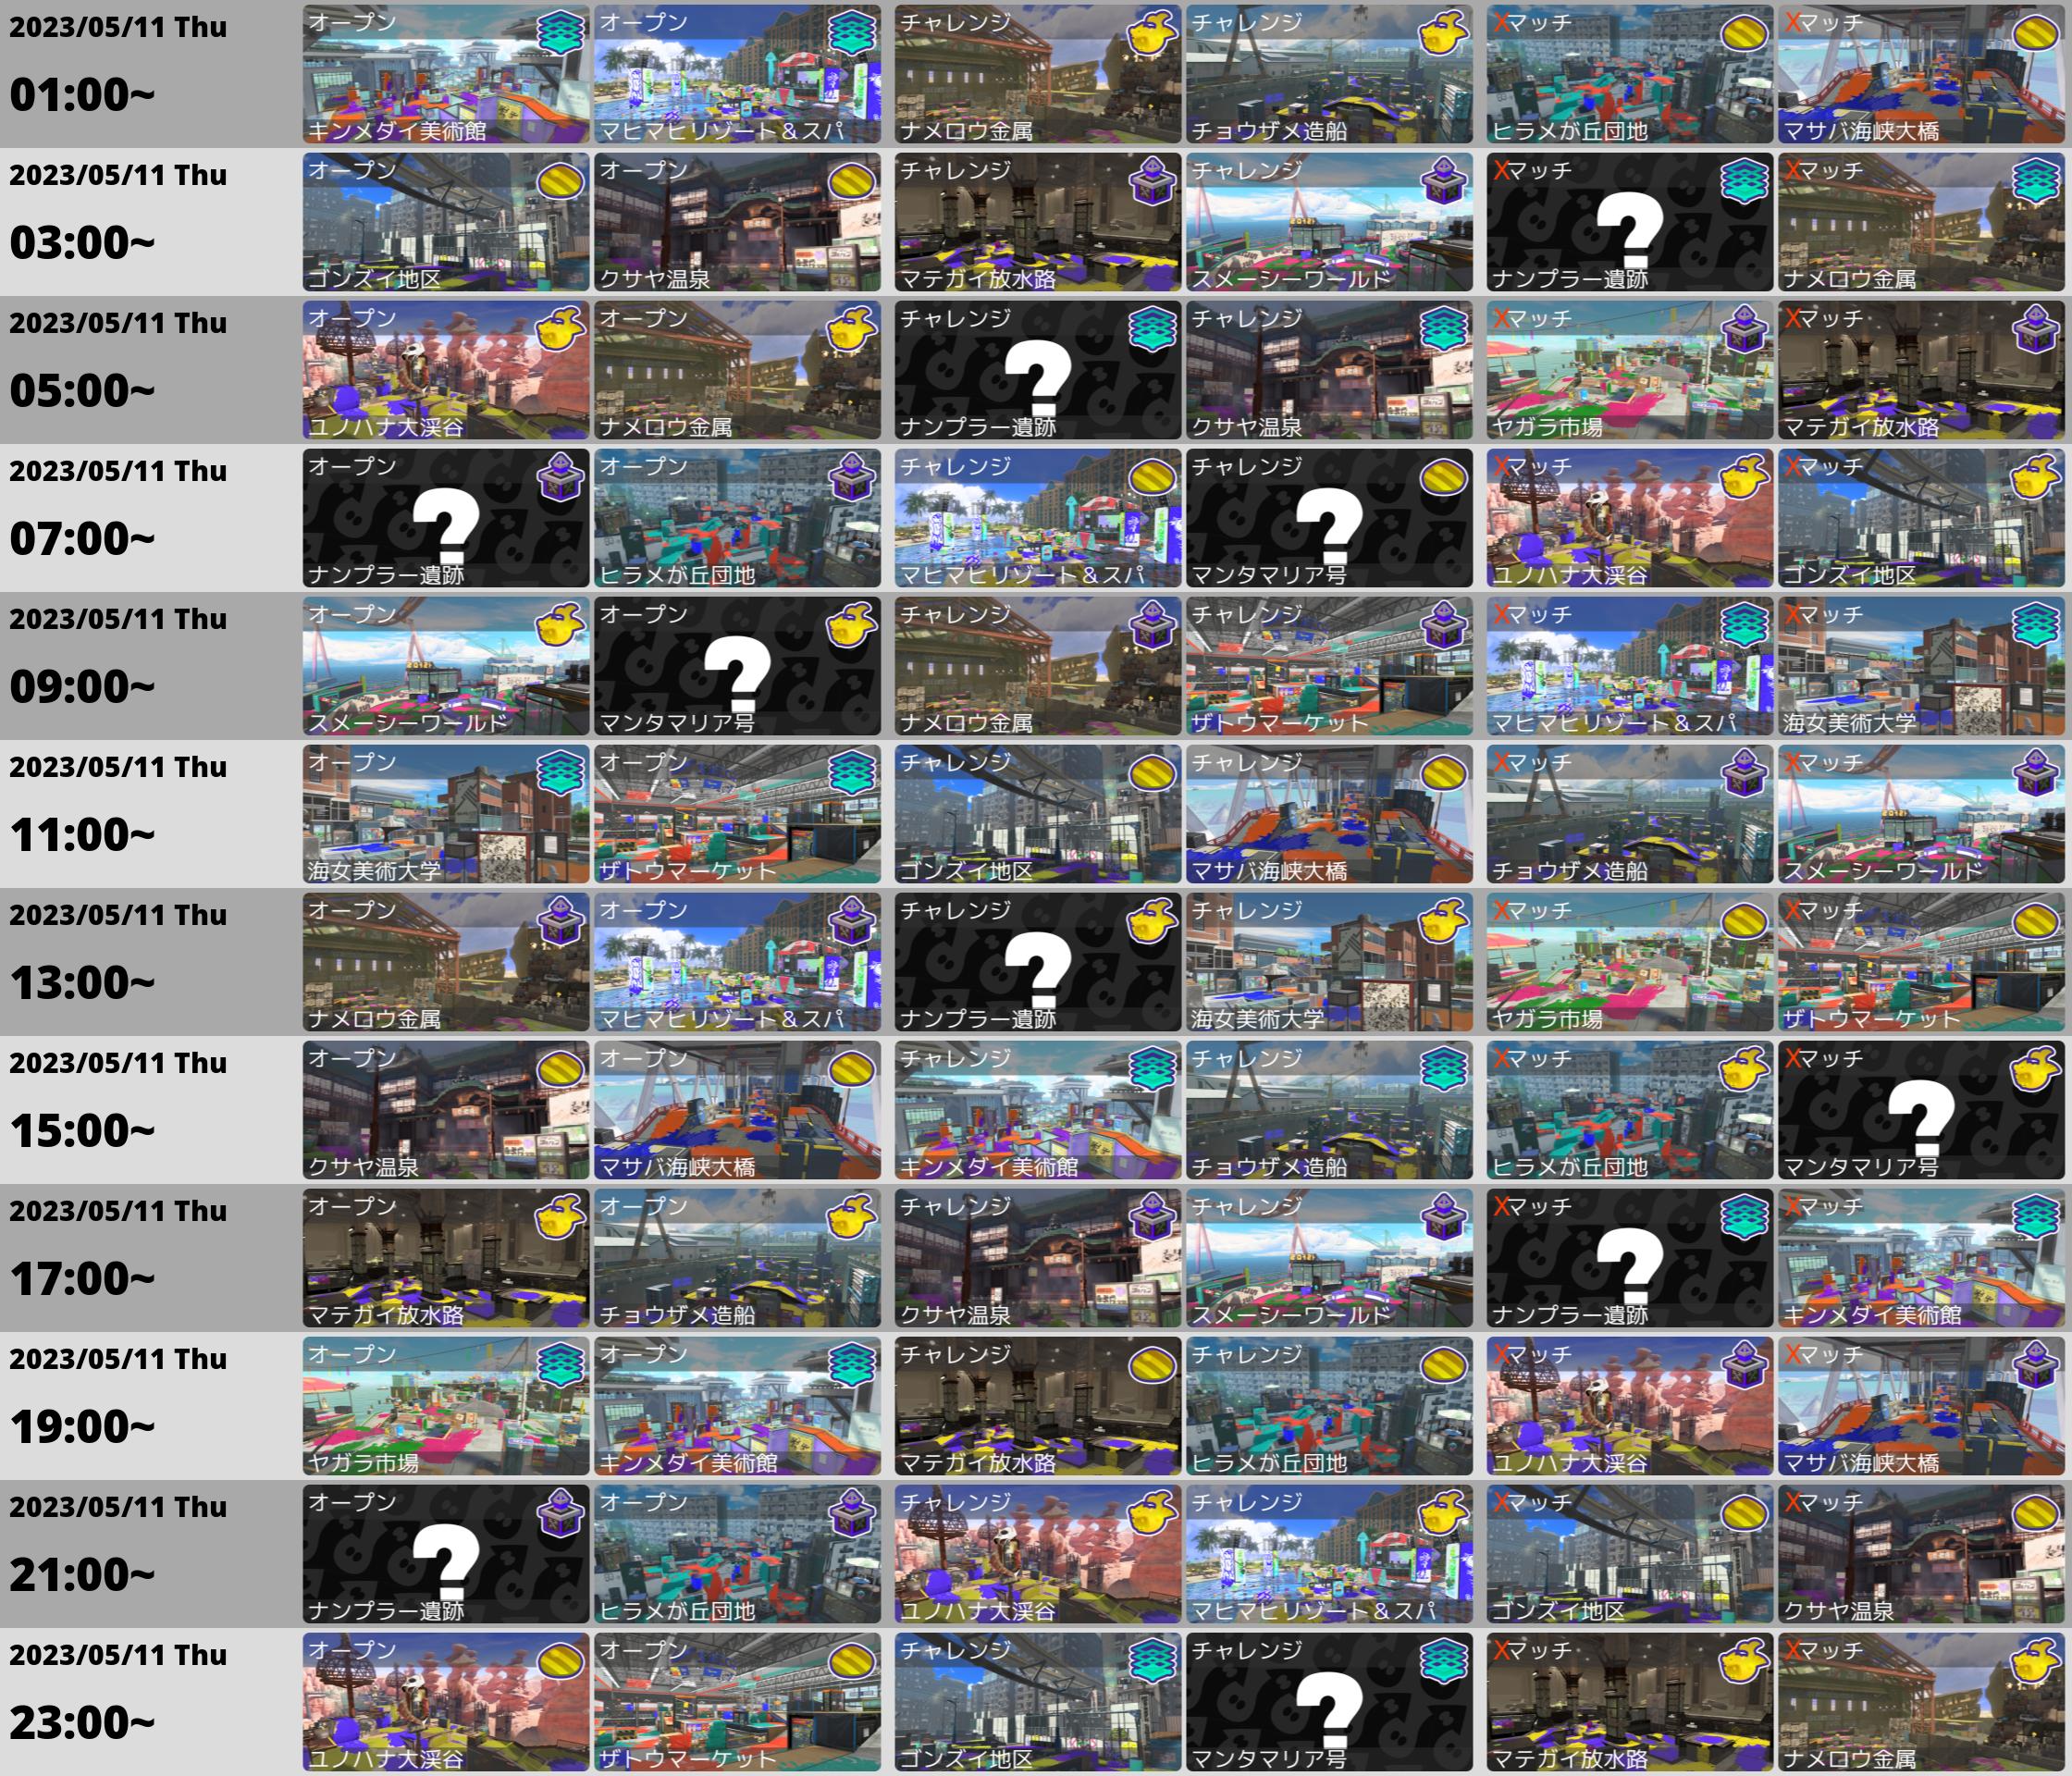 2023/05/11 Thu
01:00~
オープン オープン チャレンジ チャレンジ Xマッチ Xマッチ
キンメダイ美術館 マヒマヒリゾート＆スパ ナメロウ金属 チョウザメ造船 ヒラメが丘団地 マサバ海峡大橋
2023/05/11 Thu
03:00~
オープン オープン チャレンジ チャレンジ Xマッチ Xマッチ
?
ゴンズイ地区 クサヤ温泉 マテガイ放水路 スメーシーワールド ナンプラー遺跡 ナメロウ金属
2023/05/11 Thu
05:00~
オープン オープン チャレンジ チャレンジ Xマッチ Xマッチ
?
ユノハナ大渓谷 ナメロウ金属 ナンプラー遺跡 クサヤ温泉 ヤガラ市場 マテガイ放水路
2023/05/11 Thu
07:00~
オープン オープン チャレンジ チャレンジ Xマッチ Xマッチ
? ?
ナンプラー遺跡 ヒラメが丘団地 マヒマヒリゾート＆スパ マンタマリア号 ユノハナ大渓谷 ゴンズイ地区
2023/05/11 Thu
09:00~
オープン オープン チャレンジ チャレンジ Xマッチ Xマッチ
?
スメーシーワールド マンタマリア号 ナメロウ金属 ザトウマーケット マヒマヒリゾート＆スパ 海女美術大学
2023/05/11 Thu
11:00~
オープン オープン チャレンジ チャレンジ Xマッチ Xマッチ
海女美術大学 ザトウマーケット ゴンズイ地区 マサバ海峡大橋 チョウザメ造船 スメーシーワールド
2023/05/11 Thu
13:00~
オープン オープン チャレンジ チャレンジ Xマッチ Xマッチ
?
ナメロウ金属 マヒマヒリゾート＆スパ ナンプラー遺跡 海女美術大学 ヤガラ市場 ザトウマーケット
2023/05/11 Thu
15:00~
オープン オープン チャレンジ チャレンジ Xマッチ Xマッチ
?
クサヤ温泉 マサバ海峡大橋 キンメダイ美術館 チョウザメ造船 ヒラメが丘団地 マンタマリア号
2023/05/11 Thu
17:00~
オープン オープン チャレンジ チャレンジ Xマッチ Xマッチ
?
マテガイ放水路 チョウザメ造船 クサヤ温泉 スメーシーワールド ナンプラー遺跡 キンメダイ美術館
2023/05/11 Thu
19:00~
オープン オープン チャレンジ チャレンジ Xマッチ Xマッチ
ヤガラ市場 キンメダイ美術館 マテガイ放水路 ヒラメが丘団地 ユノハナ大渓谷 マサバ海峡大橋
2023/05/11 Thu
21:00~
オープン オープン チャレンジ チャレンジ Xマッチ Xマッチ
?
ナンプラー遺跡 ヒラメが丘団地 ユノハナ大渓谷 マヒマヒリゾート＆スパ ゴンズイ地区 クサヤ温泉
2023/05/11 Thu
23:00~
オープン オープン チャレンジ チャレンジ Xマッチ Xマッチ
?
ユノハナ大渓谷 ザトウマーケット ゴンズイ地区 マンタマリア号 マテガイ放水路 ナメロウ金属